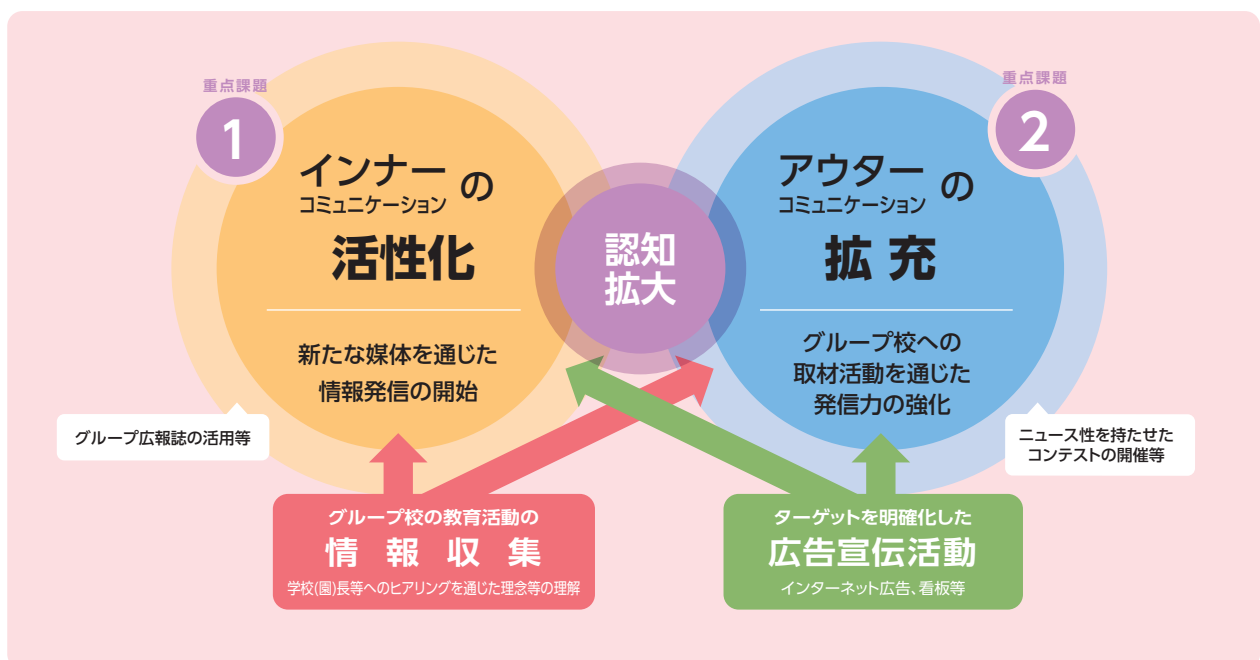 重点課題
1
インナー
コミュニケーション
の
活性化
新たな媒体を通じた
情報発信の開始
グループ広報誌の活用等
認知
拡大
重点課題
2
アウター
コミュニケーション
の
拡充
グループ校への
取材活動を通じた
発信力の強化
ニュース性を持たせた
コンテストの開催等
グループ校の教育活動の
情報収集
学校(園)長等へのヒアリングを通じた理念等の理解
ターゲットを明確化した
広告宣伝活動
インターネット広告、看板等